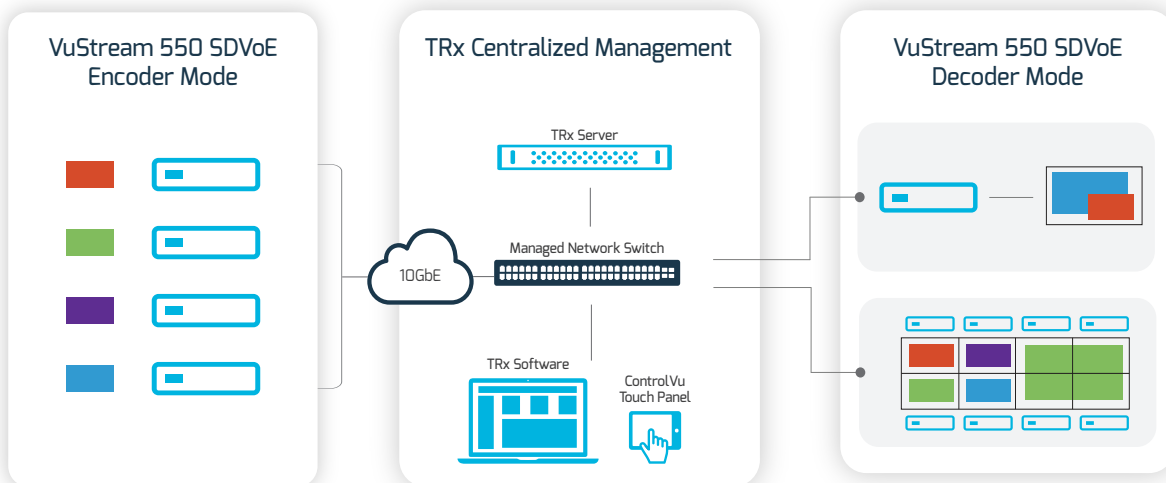 VuStream 550 SDVoE
Encoder Mode
TRx Centralized Management
VuStream 550 SDVoE
Decoder Mode
TRx Server
Managed Network Switch
10GbE
TRx Software
ControlVu
Touch Panel